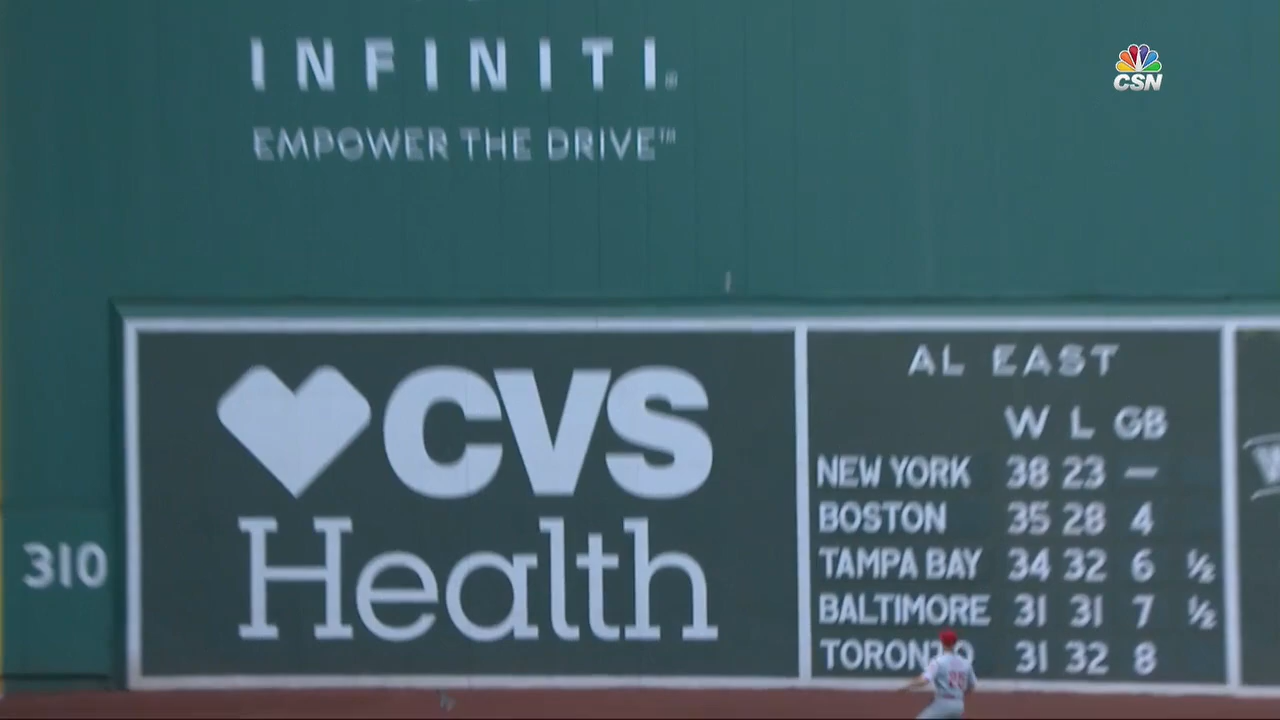 INFINITI®
EMPOWER THE DRIVE™
CSN
CVS
Health
310
AL EAST
W L GB
NEW YORK 38 23 —
BOSTON 35 28 4
TAMPA BAY 34 32 6 ½
BALTIMORE 31 31 7 ½
TORONTO 31 32 8